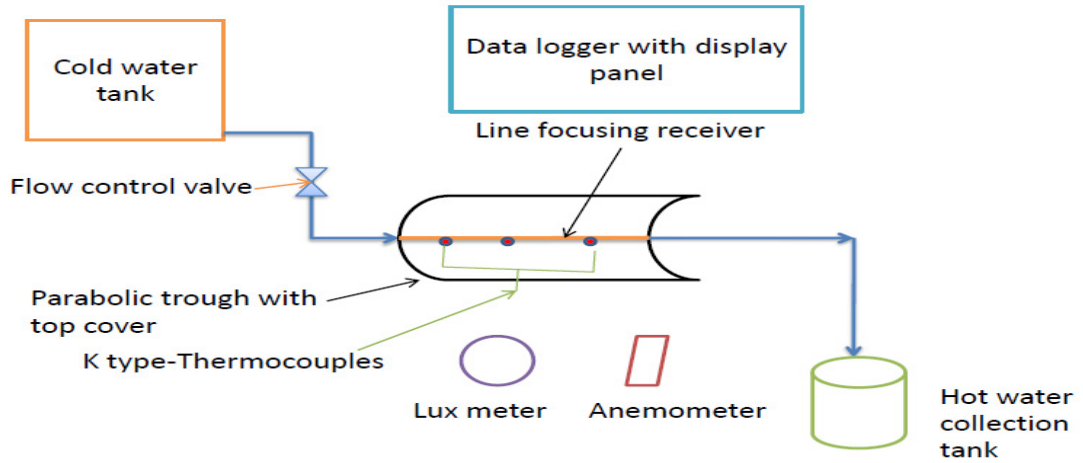 Cold water
tank
Data logger with display
panel
Line focusing receiver
Flow control valve
Parabolic trough with
top cover
K type-Thermocouples
Lux meter
Anemometer
Hot water
collection
tank